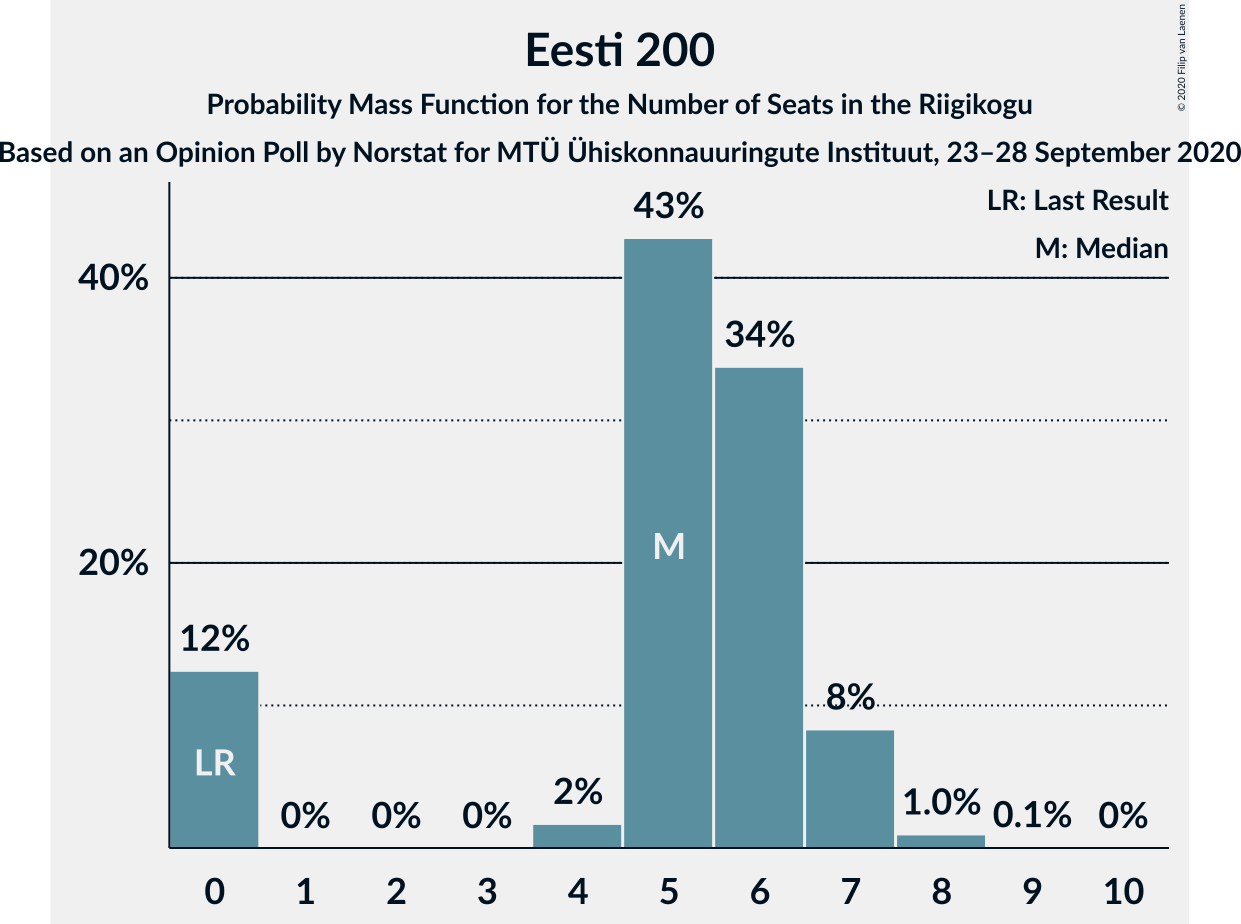 Eesti 200
Probability Mass Function for the Number of Seats in the Riigikogu
Based on an Opinion Poll by Norstat for MTÜ Ühiskonnauuringute Instituut, 23–28 September 2020
© 2020 Filip van Laenen
LR: Last Result
M: Median
43%
40%
34%
M
20%
12%
8%
LR
2%
1.0%
0.1%
0%
0%
0%
0%
0 1 2 3 4 5 6 7 8 9 10